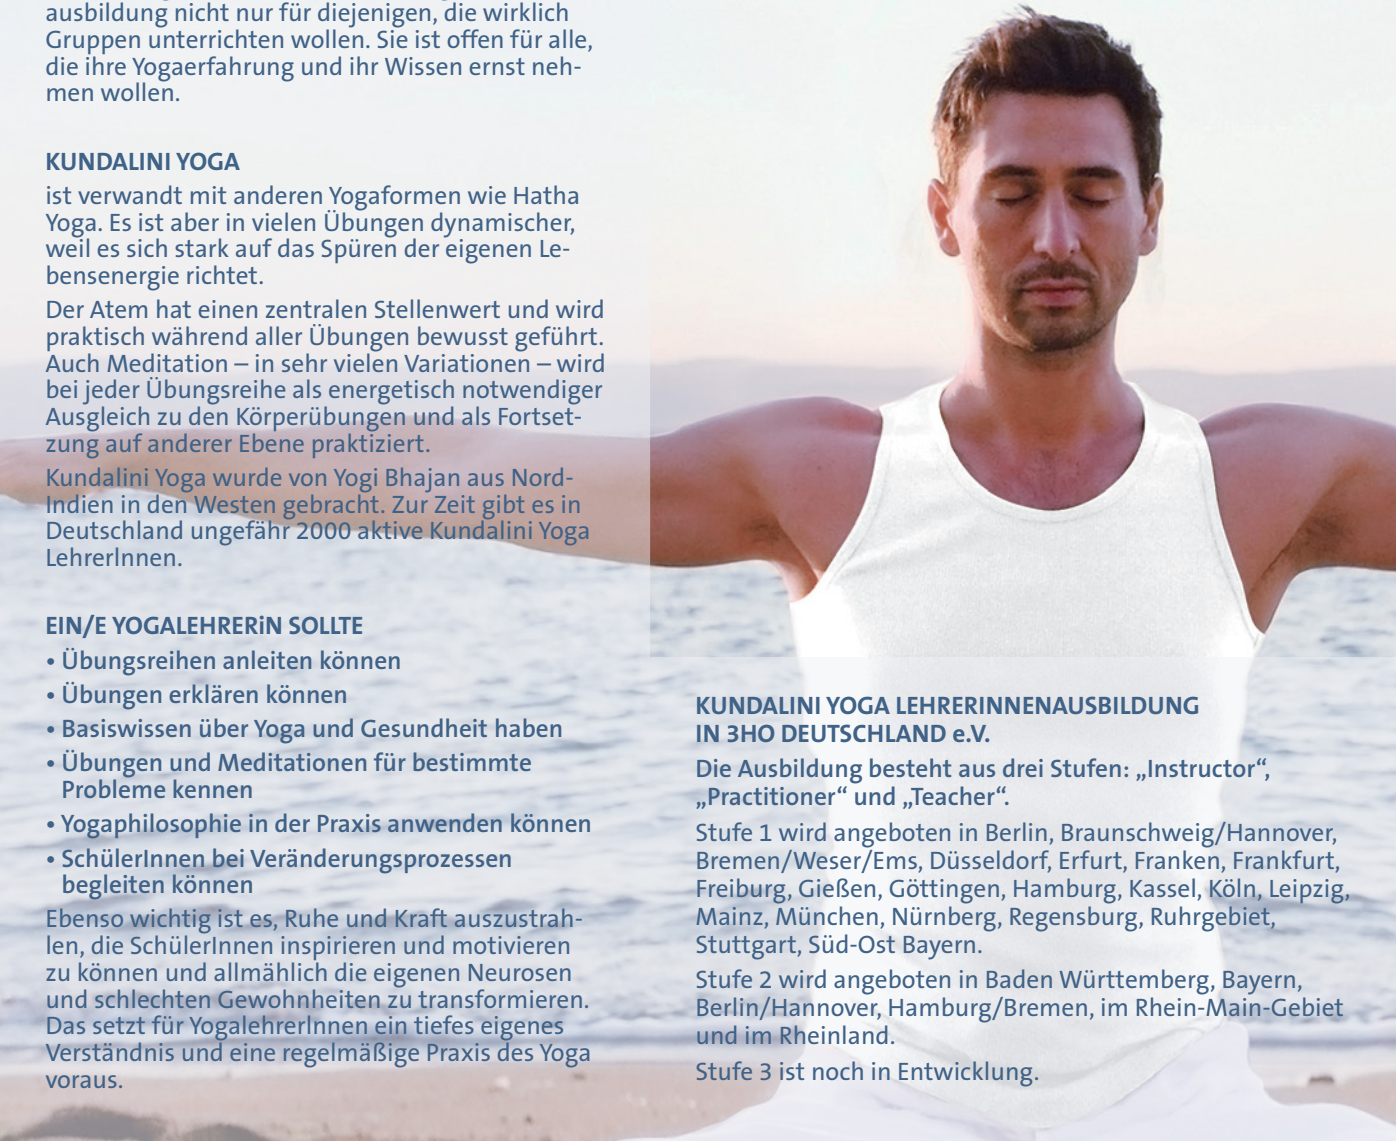 ausbildung nicht nur für diejenigen, die wirklich
Gruppen unterrichten wollen. Sie ist offen für alle,
die ihre Yogaerfahrung und ihr Wissen ernst neh-
men wollen.
KUNDALINI YOGA
ist verwandt mit anderen Yogaformen wie Hatha
Yoga. Es ist aber in vielen Übungen dynamischer,
weil es sich stark auf das Spüren der eigenen Le-
bensenergie richtet.
Der Atem hat einen zentralen Stellenwert und wird
praktisch während aller Übungen bewusst geführt.
Auch Meditation – in sehr vielen Variationen – wird
bei jeder Übungsreihe als energetisch notwendiger
Ausgleich zu den Körperübungen und als Fortset-
zung auf anderer Ebene praktiziert.
Kundalini Yoga wurde von Yogi Bhajan aus Nord-
Indien in den Westen gebracht. Zur Zeit gibt es in
Deutschland ungefähr 2000 aktive Kundalini Yoga
LehrerInnen.
EIN/E YOGALEHRERiN SOLLTE
• Übungsreihen anleiten können
• Übungen erklären können
• Basiswissen über Yoga und Gesundheit haben
• Übungen und Meditationen für bestimmte
Probleme kennen
• Yogaphilosophie in der Praxis anwenden können
• SchülerInnen bei Veränderungsprozessen
begleiten können
Ebenso wichtig ist es, Ruhe und Kraft auszustrah-
len, die SchülerInnen inspirieren und motivieren
zu können und allmählich die eigenen Neurosen
und schlechten Gewohnheiten zu transformieren.
Das setzt für YogalehrerInnen ein tiefes eigenes
Verständnis und eine regelmäßige Praxis des Yoga
voraus.
KUNDALINI YOGA LEHRERINNENAUSBILDUNG
IN 3HO DEUTSCHLAND e.V.
Die Ausbildung besteht aus drei Stufen: „Instructor“,
„Practitioner“ und „Teacher“.
Stufe 1 wird angeboten in Berlin, Braunschweig/Hannover,
Bremen/Weser/Ems, Düsseldorf, Erfurt, Franken, Frankfurt,
Freiburg, Gießen, Göttingen, Hamburg, Kassel, Köln, Leipzig,
Mainz, München, Nürnberg, Regensburg, Ruhrgebiet,
Stuttgart, Süd-Ost Bayern.
Stufe 2 wird angeboten in Baden Württemberg, Bayern,
Berlin/Hannover, Hamburg/Bremen, im Rhein-Main-Gebiet
und im Rheinland.
Stufe 3 ist noch in Entwicklung.